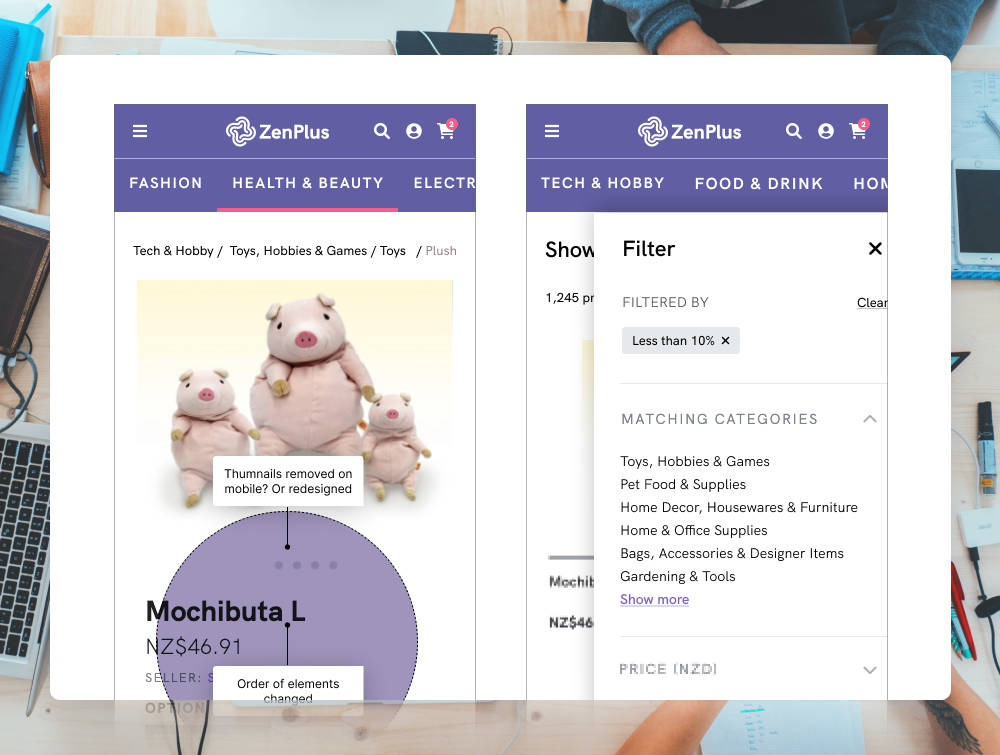 ZenPlus
2
FASHION HEALTH & BEAUTY ELECTR
Tech & Hobby / Toys, Hobbies & Games / Toys / Plush
Thumnails removed on
mobile? Or redesigned
Mochibuta L
NZ$46.91
SELLER: S
Order of elements
changed
OPTION
ZenPlus
2
TECH & HOBBY FOOD & DRINK HOM
Show
1,245 pr
Mochib
NZ$46
Filter
FILTERED BY Clear
Less than 10%
MATCHING CATEGORIES
Toys, Hobbies & Games
Pet Food & Supplies
Home Decor, Housewares & Furniture
Home & Office Supplies
Bags, Accessories & Designer Items
Gardening & Tools
Show more
PRICE (NZD)